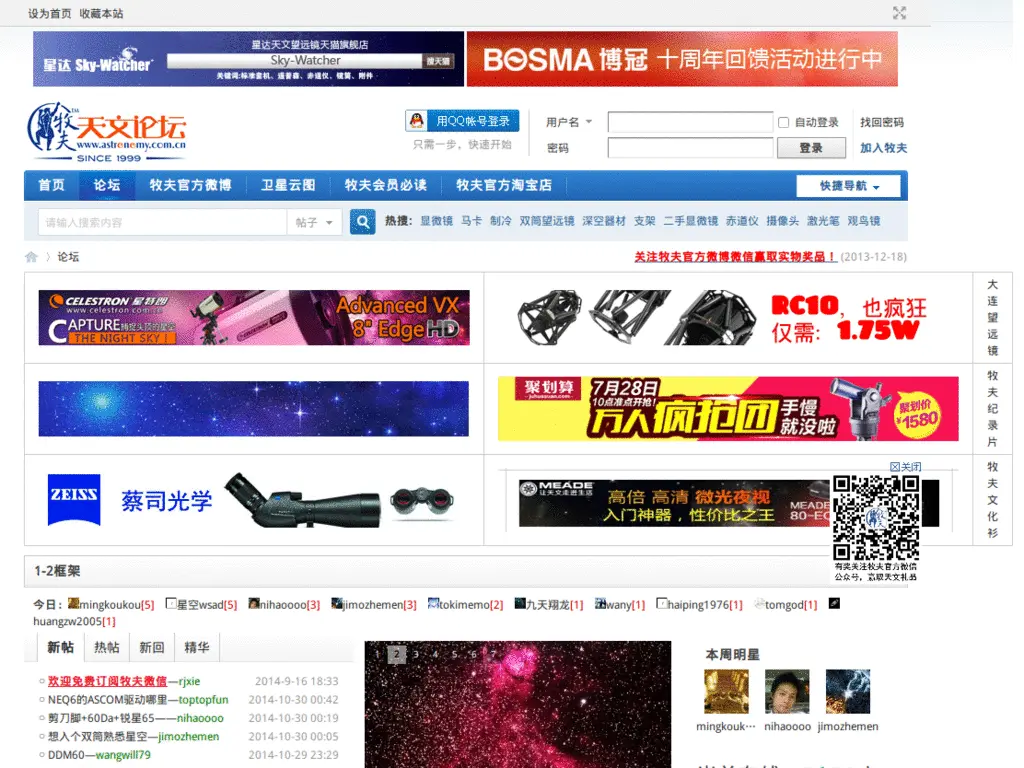 设为首页 收藏本站
星达 Sky-Watcher
星达天文望远镜天猫旗舰店
Sky-Watcher 搜天猫
关键词:标准套机、道普森、赤道仪、镜筒、附件
BOSMA 博冠 十周年回馈活动进行中
牧夫天文论坛
www.astronomy.com.cn
SINCE 1999
用QQ帐号登录
只需一步，快速开始
用户名 自动登录 找回密码
密码 登录 加入牧夫
首页 论坛 牧夫官方微博 卫星云图 牧夫会员必读 牧夫官方淘宝店 快捷导航
请输入搜索内容 帖子 热搜: 显微镜 马卡 制冷 双筒望远镜 深空器材 支架 二手显微镜 赤道仪 摄像头 激光笔 观鸟镜
论坛 关注牧夫官方微博微信赢取实物奖品！ (2013-12-18)
CELESTRON 星特朗
www.celestron.com.cn
CAPTURE 捕捉头顶的星空
THE NIGHT SKY！
Advanced VX
8" Edge HD
RC10，也疯狂
仅需: 1.75W
大连望远镜
聚划算
juhuasuan.com
7月28日
10点准点开抢!
万人疯抢团 手慢就没啦
聚划价
¥1580
牧夫纪录片
ZEISS 蔡司光学
MEADE
让天文走进生活
高倍 高清 微光夜视
入门神器，性价比之王
MEADE
80-EC
关闭
有奖关注牧夫官方微信
公众号，赢取天文礼品
牧夫文化衫
1-2框架
今日: mingkoukou[5] 星空wsad[5] nihaoooo[3] jimozhemen[3] tokimemo[2] 九天翔龙[1] wany[1] haiping1976[1] tomgod[1]
huangzw2005[1]
新帖 热帖 新回 精华
欢迎免费订阅牧夫微信—rjxie 2014-9-16 18:33
NEQ6的ASCOM驱动哪里—toptopfun 2014-10-30 00:42
剪刀脚+60Da+锐星65——nihaoooo 2014-10-30 00:19
想入个双筒熟悉星空—jimozhemen 2014-10-30 00:05
DDM60—wangwill79 2014-10-29 23:29
2 3 4 5 6 7
本周明星
mingkouk··· nihaoooo jimozhemen